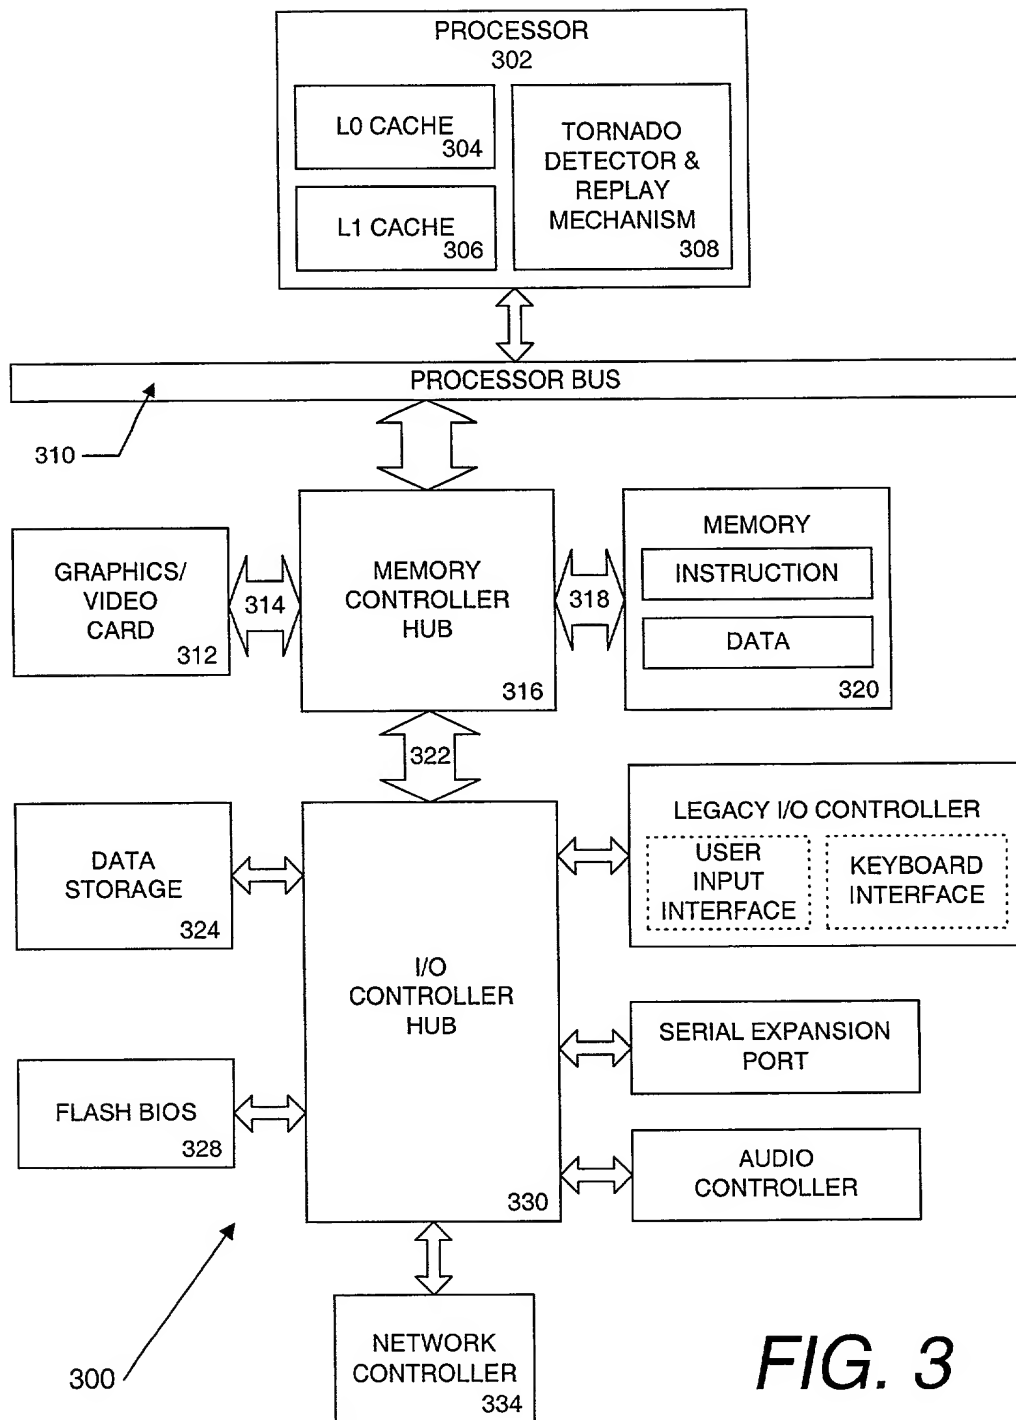 PROCESSOR
302
L0 CACHE
304
L1 CACHE
306
TORNADO
DETECTOR &
REPLAY
MECHANISM
308
PROCESSOR BUS
310
GRAPHICS/
VIDEO
CARD
312
314
MEMORY
CONTROLLER
HUB
316
318
MEMORY
INSTRUCTION
DATA
320
322
DATA
STORAGE
324
LEGACY I/O CONTROLLER
USER
INPUT
INTERFACE
KEYBOARD
INTERFACE
I/O
CONTROLLER
HUB
330
SERIAL EXPANSION
PORT
FLASH BIOS
328
AUDIO
CONTROLLER
300
NETWORK
CONTROLLER
334
FIG. 3